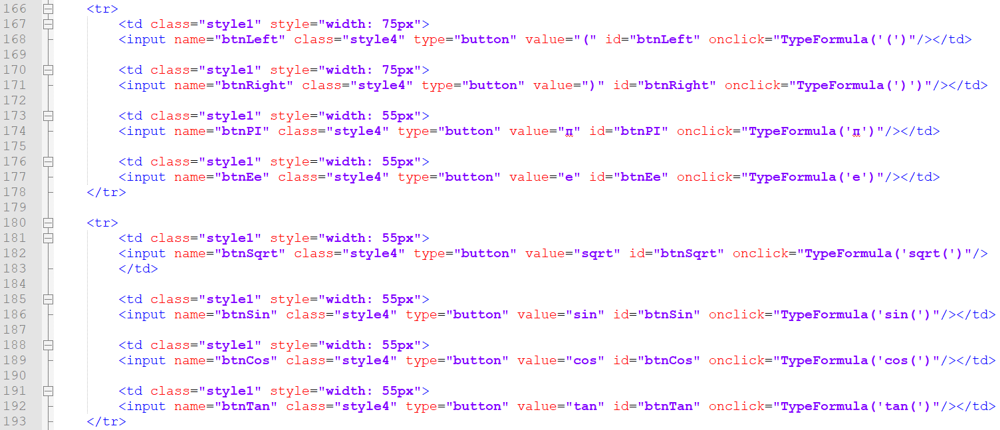 166 <tr>
167 <td class="style1" style="width: 75px">
168 <input name="btnLeft" class="style4" type="button" value="(" id="btnLeft" onclick="TypeFormula('(')"/></td>
169
170 <td class="style1" style="width: 75px">
171 <input name="btnRight" class="style4" type="button" value=")" id="btnRight" onclick="TypeFormula(')')"/></td>
172
173 <td class="style1" style="width: 55px">
174 <input name="btnPI" class="style4" type="button" value="π" id="btnPI" onclick="TypeFormula('π')"/></td>
175
176 <td class="style1" style="width: 55px">
177 <input name="btnEe" class="style4" type="button" value="e" id="btnEe" onclick="TypeFormula('e')"/></td>
178 </tr>
179
180 <tr>
181 <td class="style1" style="width: 55px">
182 <input name="btnSqrt" class="style4" type="button" value="sqrt" id="btnSqrt" onclick="TypeFormula('sqrt(')"/>
183 </td>
184
185 <td class="style1" style="width: 55px">
186 <input name="btnSin" class="style4" type="button" value="sin" id="btnSin" onclick="TypeFormula('sin(')"/></td>
187
188 <td class="style1" style="width: 55px">
189 <input name="btnCos" class="style4" type="button" value="cos" id="btnCos" onclick="TypeFormula('cos(')"/></td>
190
191 <td class="style1" style="width: 55px">
192 <input name="btnTan" class="style4" type="button" value="tan" id="btnTan" onclick="TypeFormula('tan(')"/></td>
193 </tr>